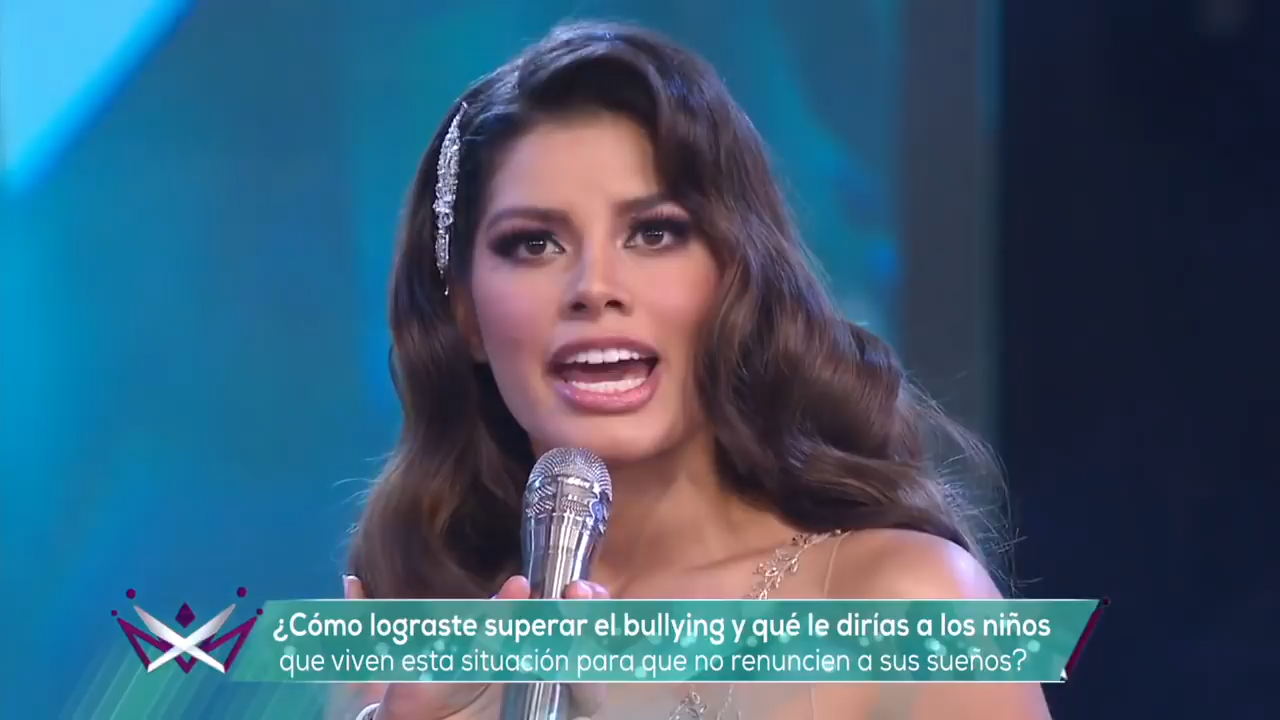 ¿Cómo lograste superar el bullying y qué le dirías a los niños
que viven esta situación para que no renuncien a sus sueños?